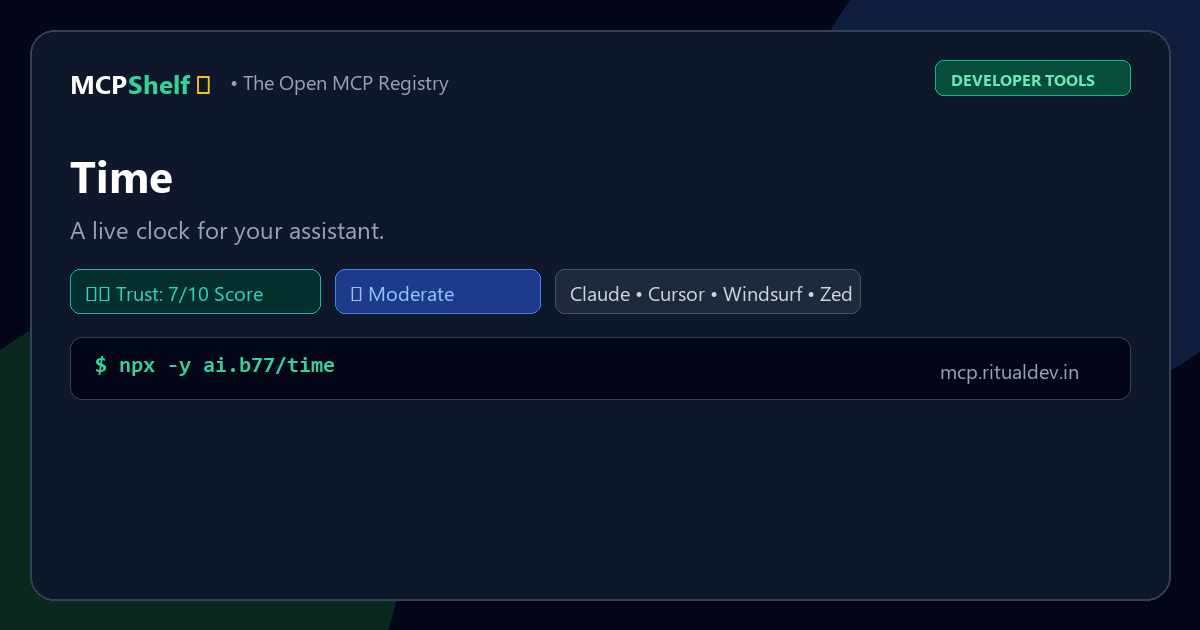 MCPShelf • The Open MCP Registry
DEVELOPER TOOLS
Time
A live clock for your assistant.
Trust: 7/10 Score
Moderate
Claude • Cursor • Windsurf • Zed
$ npx -y ai.b77/time
mcp.ritualdev.in